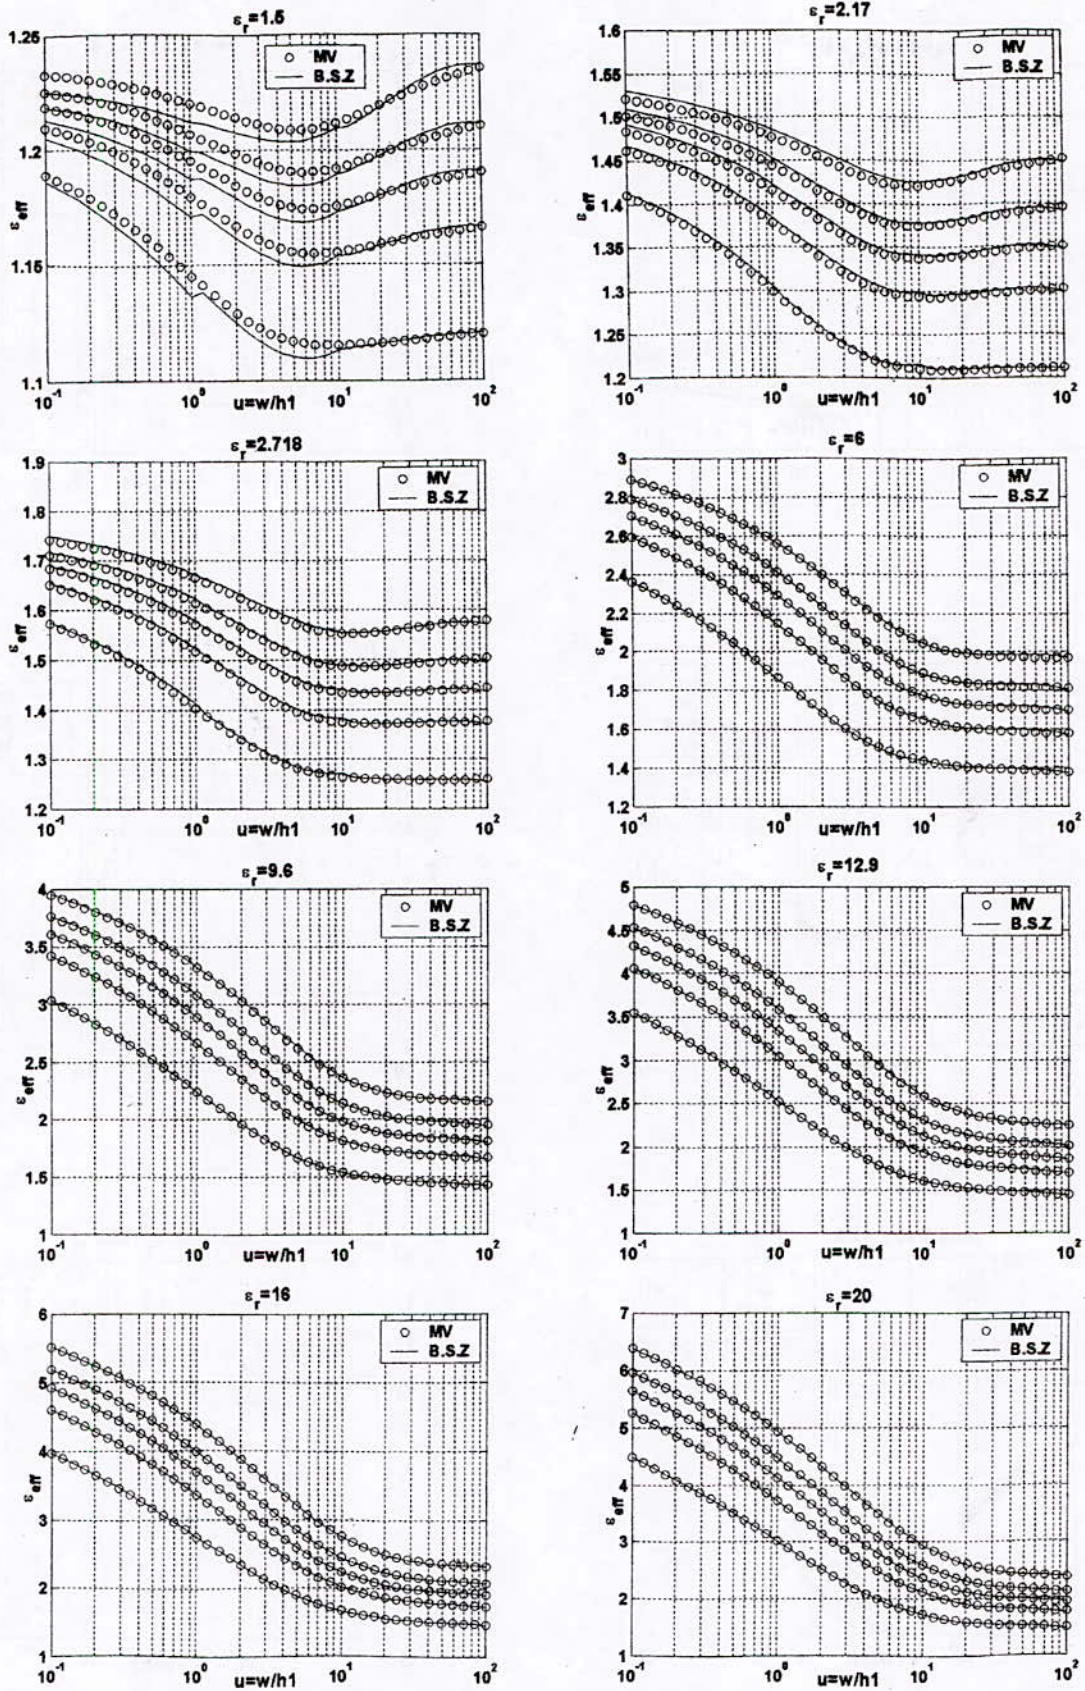 εr=1.5
1.25
1.2
1.15
1.1
εeff
MV
B.S.Z
10-1
100
u=w/h1
101
102
εr=2.17
1.6
1.55
1.5
1.45
1.4
1.35
1.3
1.25
1.2
εeff
MV
B.S.Z
10-1
100
u=w/h1
101
102
εr=2.718
1.9
1.8
1.7
1.6
1.5
1.4
1.3
1.2
εeff
MV
B.S.Z
10-1
100
u=w/h1
101
102
εr=6
3
2.8
2.6
2.4
2.2
2
1.8
1.6
1.4
1.2
εeff
MV
B.S.Z
10-1
100
u=w/h1
101
102
εr=9.6
4
3.5
3
2.5
2
1.5
1
εeff
MV
B.S.Z
10-1
100
u=w/h1
101
102
εr=12.9
5
4.5
4
3.5
3
2.5
2
1.5
1
εeff
MV
B.S.Z
10-1
100
u=w/h1
101
102
εr=16
6
5
4
3
2
1
εeff
MV
B.S.Z
10-1
100
u=w/h1
101
102
εr=20
7
6
5
4
3
2
1
εeff
MV
B.S.Z
10-1
100
u=w/h1
101
102